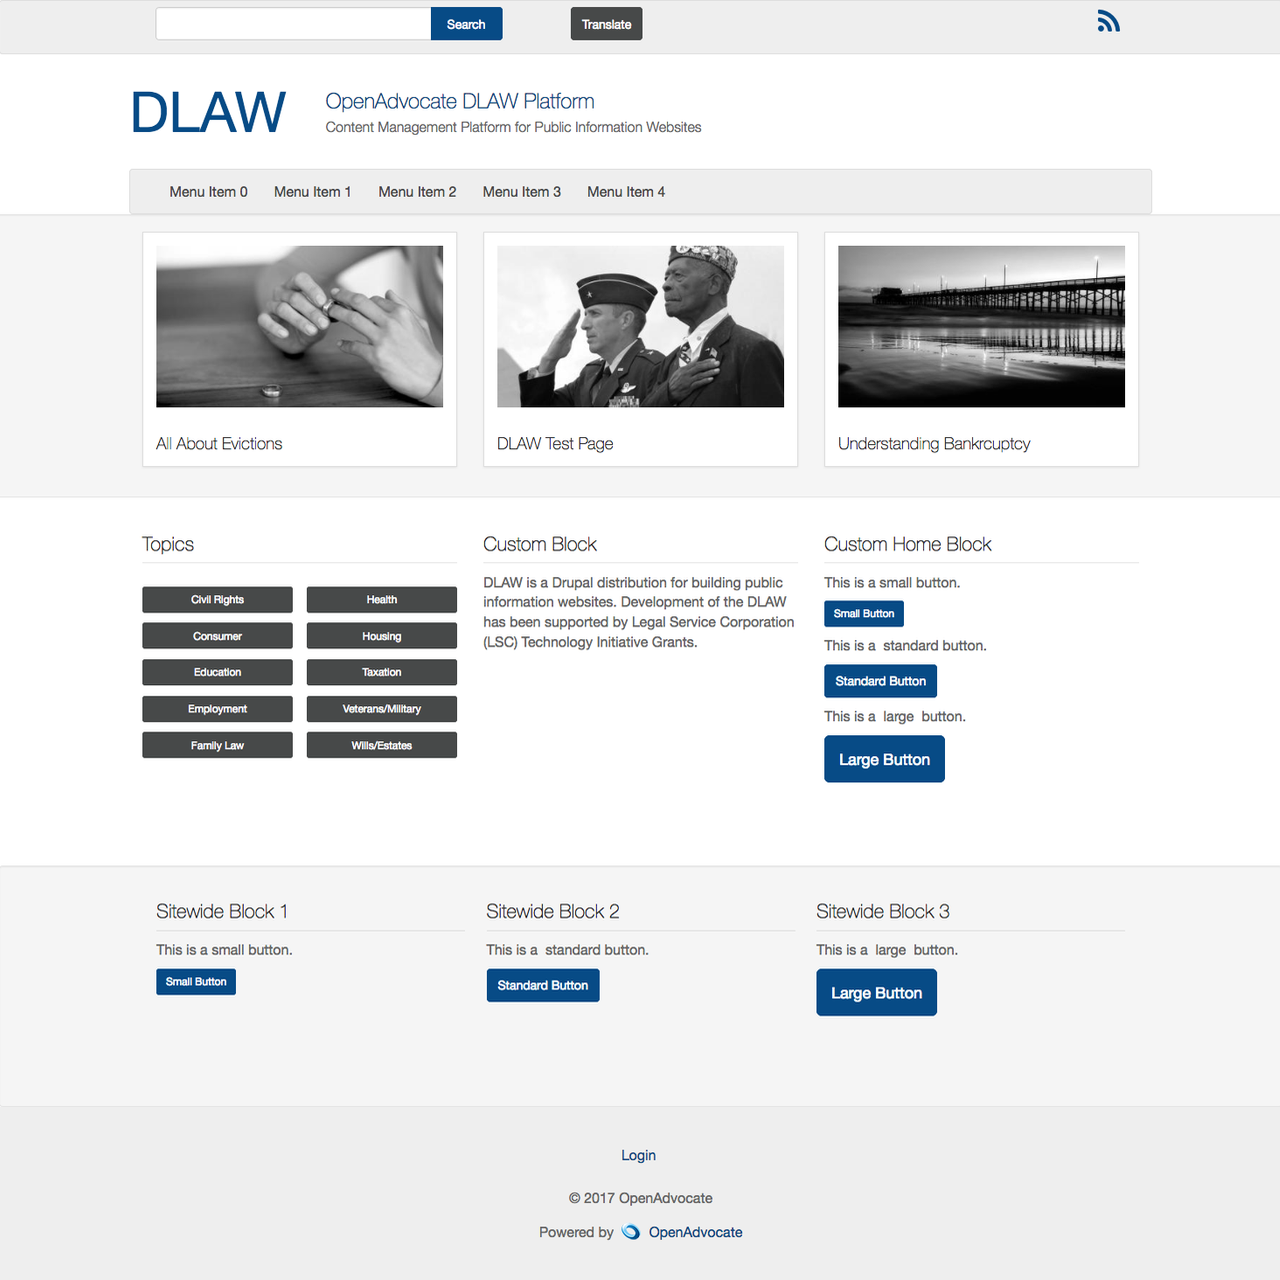 Search
Translate
DLAW
OpenAdvocate DLAW Platform
Content Management Platform for Public Information Websites
Menu Item 0
Menu Item 1
Menu Item 2
Menu Item 3
Menu Item 4
All About Evictions
DLAW Test Page
Understanding Bankrcuptcy
Topics
Civil Rights
Health
Consumer
Housing
Education
Taxation
Employment
Veterans/Military
Family Law
Wills/Estates
Custom Block
DLAW is a Drupal distribution for building public
information websites. Development of the DLAW
has been supported by Legal Service Corporation
(LSC) Technology Initiative Grants.
Custom Home Block
This is a small button.
Small Button
This is a standard button.
Standard Button
This is a large button.
Large Button
Sitewide Block 1
This is a small button.
Small Button
Sitewide Block 2
This is a standard button.
Standard Button
Sitewide Block 3
This is a large button.
Large Button
Login
© 2017 OpenAdvocate
Powered by OpenAdvocate